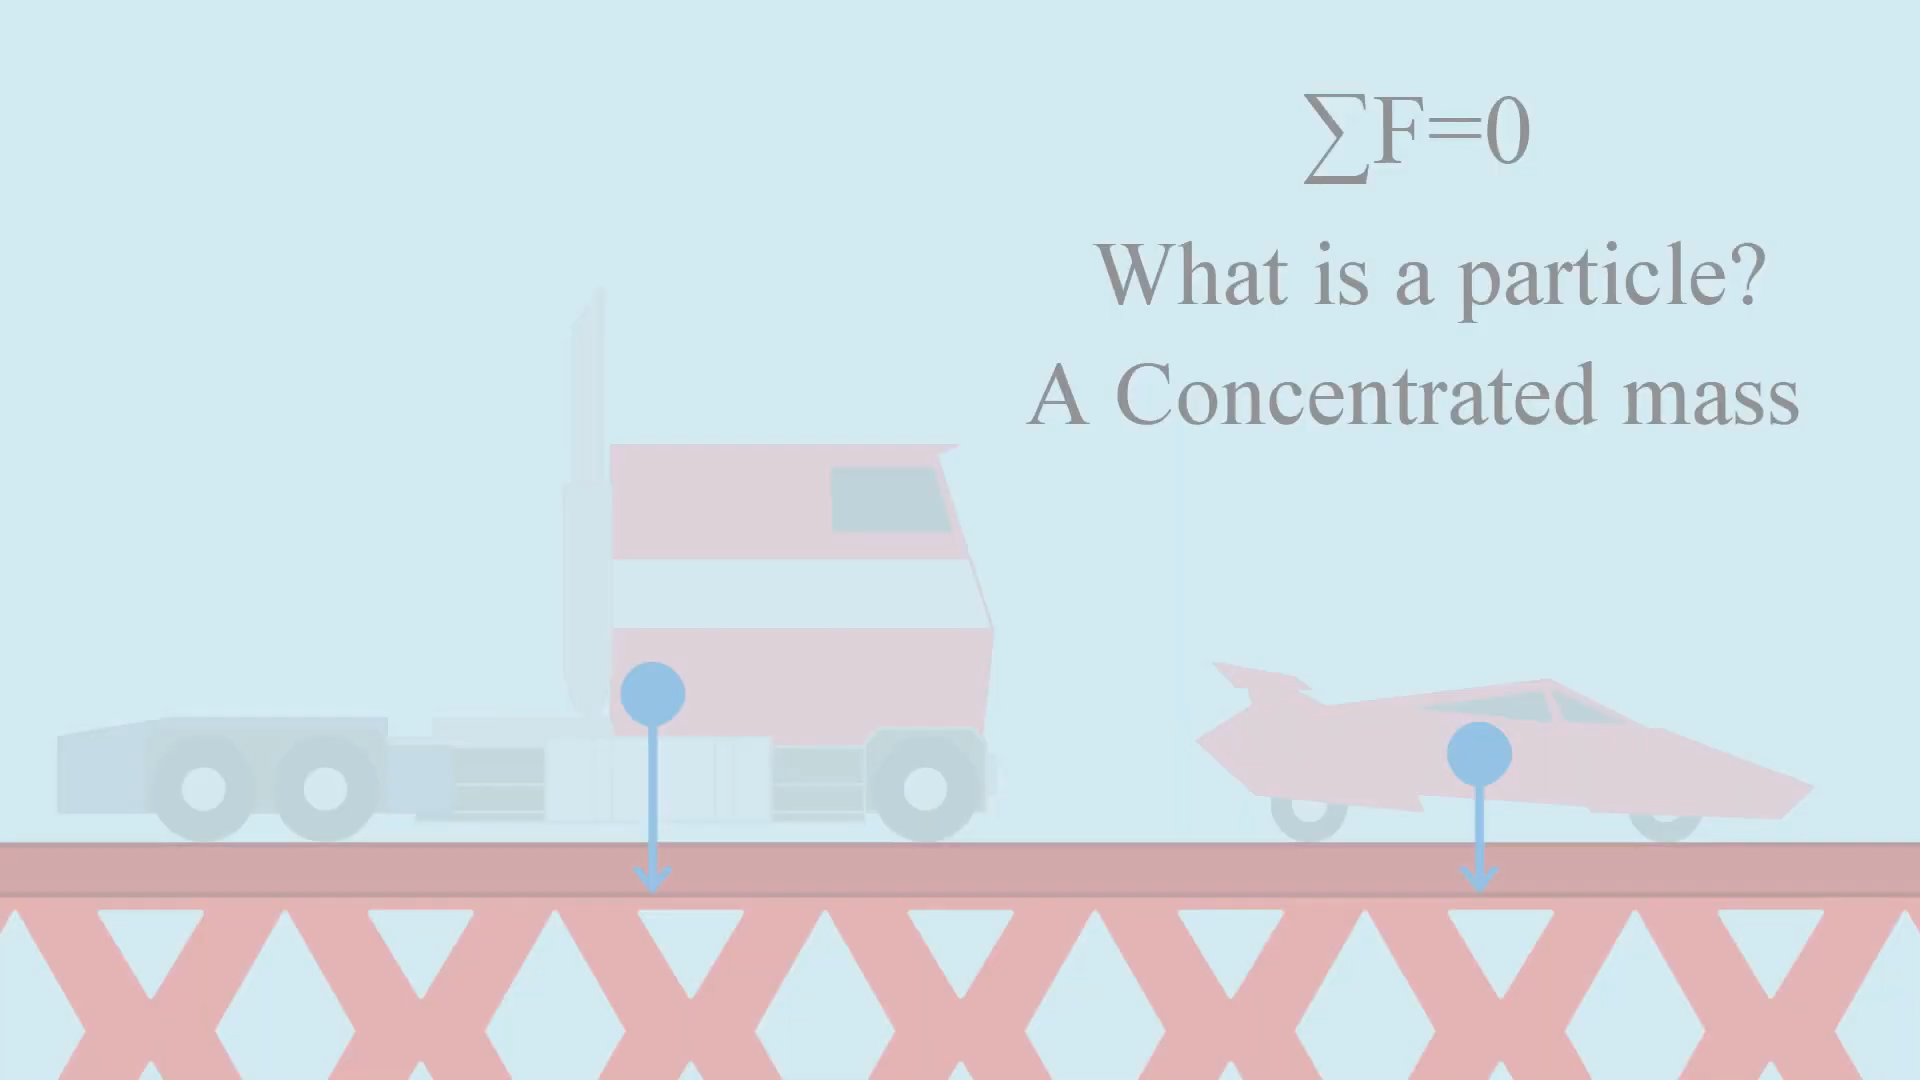 ∑F=0
What is a particle?
A Concentrated mass